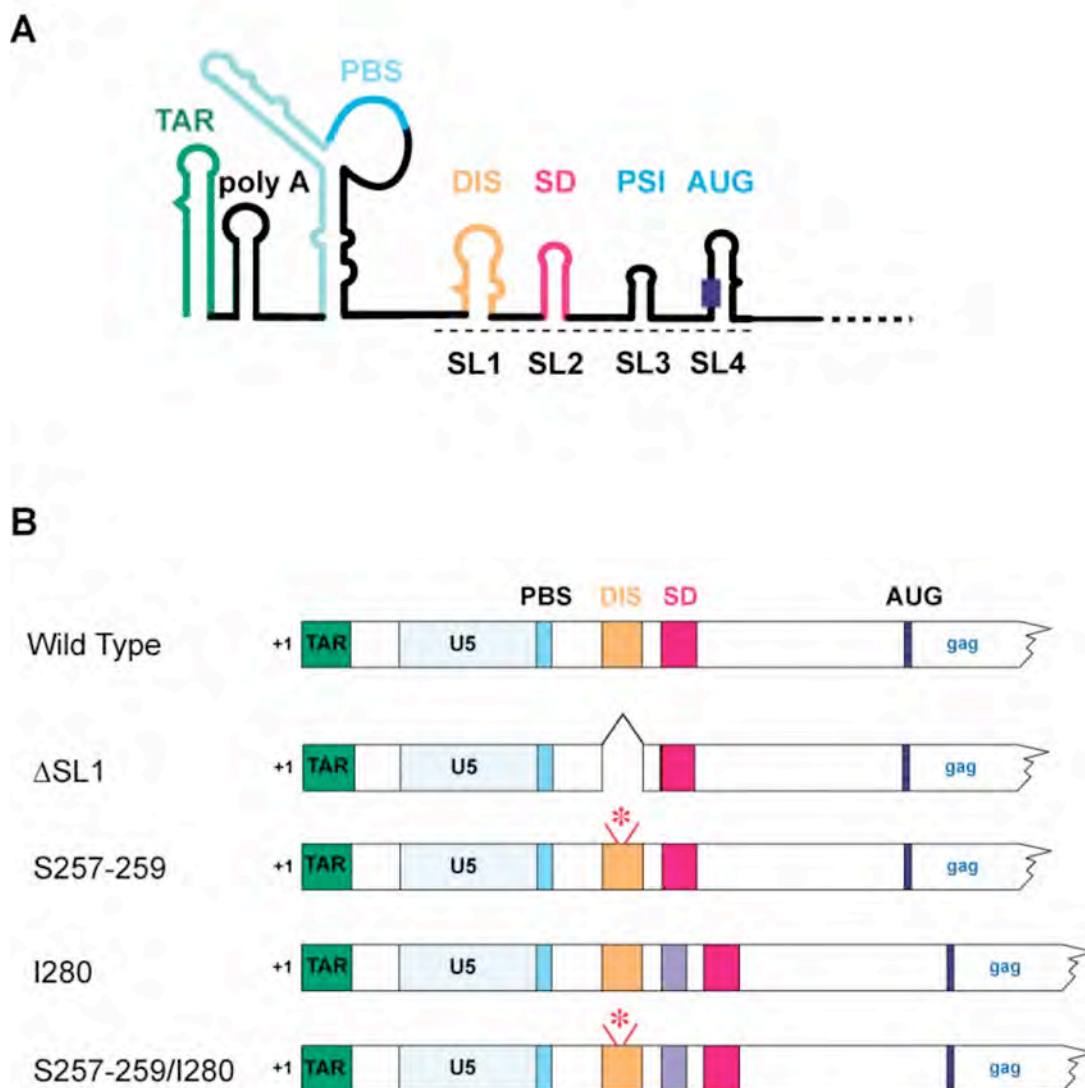 A
PBS
TAR
poly A
DIS SD PSI AUG
SL1 SL2 SL3 SL4
B
PBS DIS SD AUG
Wild Type +1 TAR U5 gag
ΔSL1 +1 TAR U5 gag
*
S257-259 +1 TAR U5 gag
I280 +1 TAR U5 gag
*
S257-259/I280 +1 TAR U5 gag